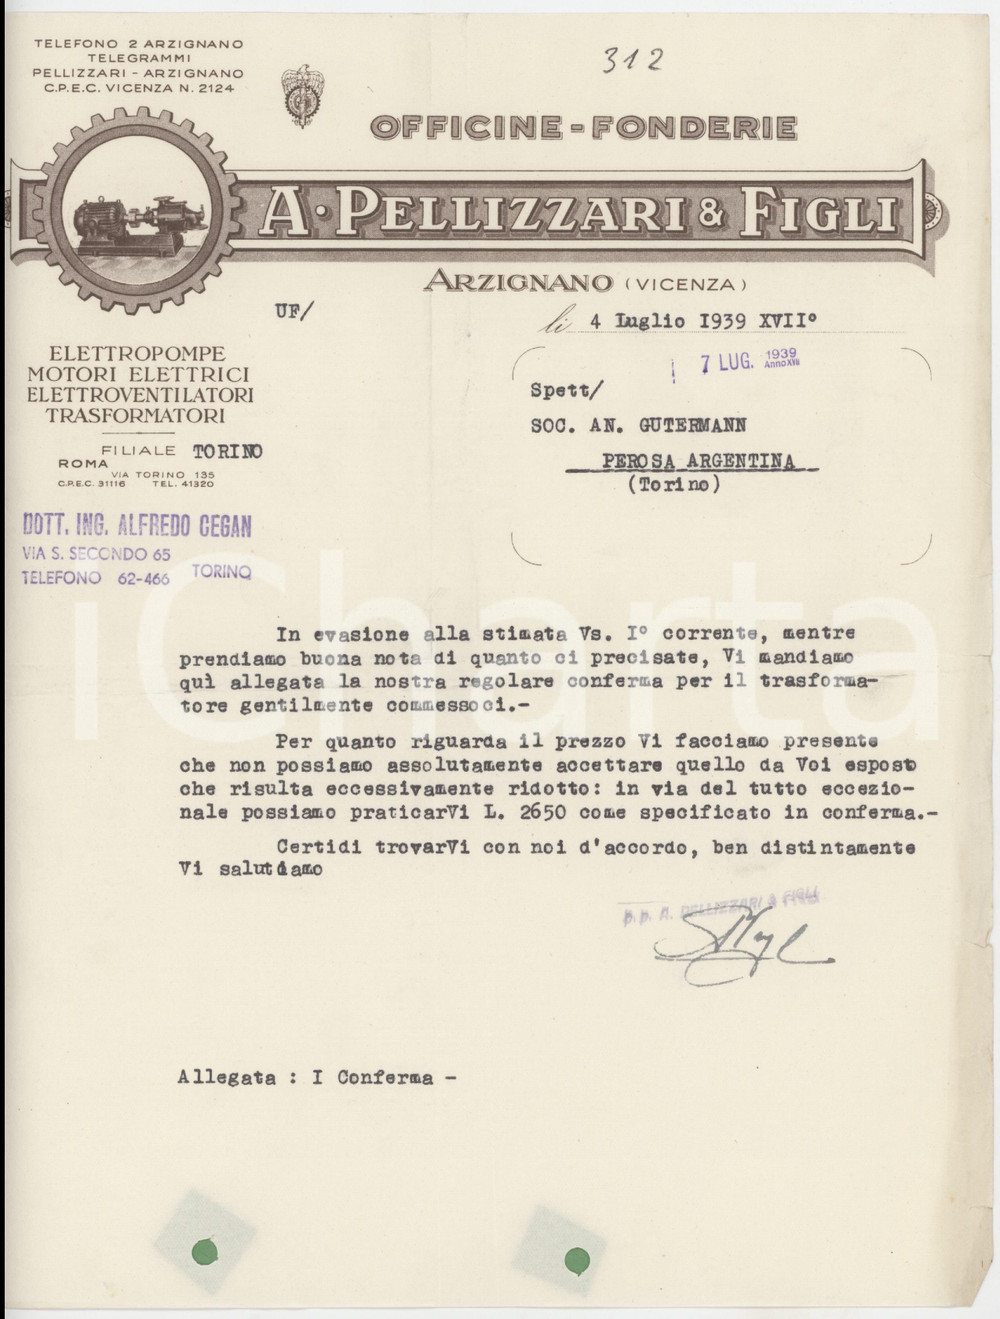 TELEFONO 2 ARZIGNANO
TELEGRAMMI
PELLIZZARI - ARZIGNANO
C.P.E.C. VICENZA N. 2124
312
OFFICINE-FONDERIE
A·PELLIZZARI & FIGLI
ARZIGNANO (VICENZA)
UF/
li 4 Luglio 1939 XVII°
7 LUG. 1939 Anno XVII
ELETTROPOMPE
MOTORI ELETTRICI
ELETTROVENTILATORI
TRASFORMATORI
FILIALE TORINO
ROMA
VIA TORINO 135
C.P.E.C. 31116 TEL. 41320
Spett/
SOC. AN. GUTERMANN
PEROSA ARGENTINA
(Torino)
DOTT. ING. ALFREDO CEGAN
VIA S. SECONDO 65
TELEFONO 62-466 TORINO
iCharta
In evasione alla stimata Vs. I° corrente, mentre
prendiamo buona nota di quanto ci precisate, Vi mandiamo
quì allegata la nostra regolare conferma per il trasforma-
tore gentilmente commessoci.-
Per quanto riguarda il prezzo Vi facciamo presente
che non possiamo assolutamente accettare quello da Voi espost
che risulta eccessivamente ridotto: in via del tutto eccezio-
nale possiamo praticarVi L. 2650 come specificato in conferma.-
Certidi trovarVi con noi d'accordo, ben distintamente
Vi salutiamo
p. p. A. PELLIZZARI & FIGLI
Allegata : I Conferma -